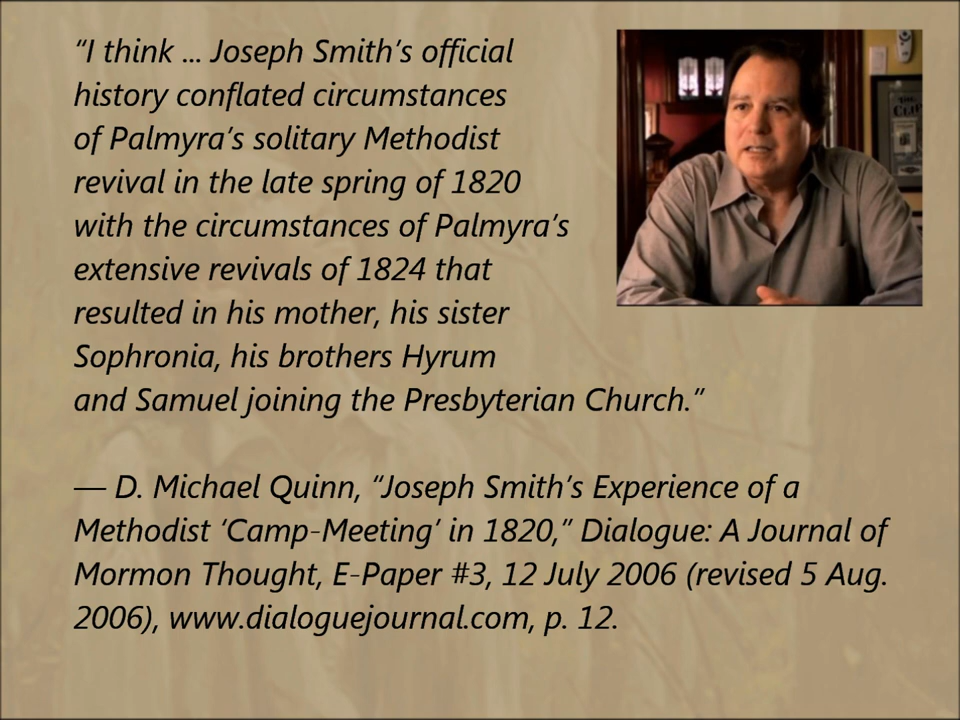 “I think ... Joseph Smith’s official
history conflated circumstances
of Palmyra’s solitary Methodist
revival in the late spring of 1820
with the circumstances of Palmyra’s
extensive revivals of 1824 that
resulted in his mother, his sister
Sophronia, his brothers Hyrum
and Samuel joining the Presbyterian Church.”
— D. Michael Quinn, “Joseph Smith’s Experience of a
Methodist ‘Camp-Meeting’ in 1820,” Dialogue: A Journal of
Mormon Thought, E-Paper #3, 12 July 2006 (revised 5 Aug.
2006), www.dialoguejournal.com, p. 12.